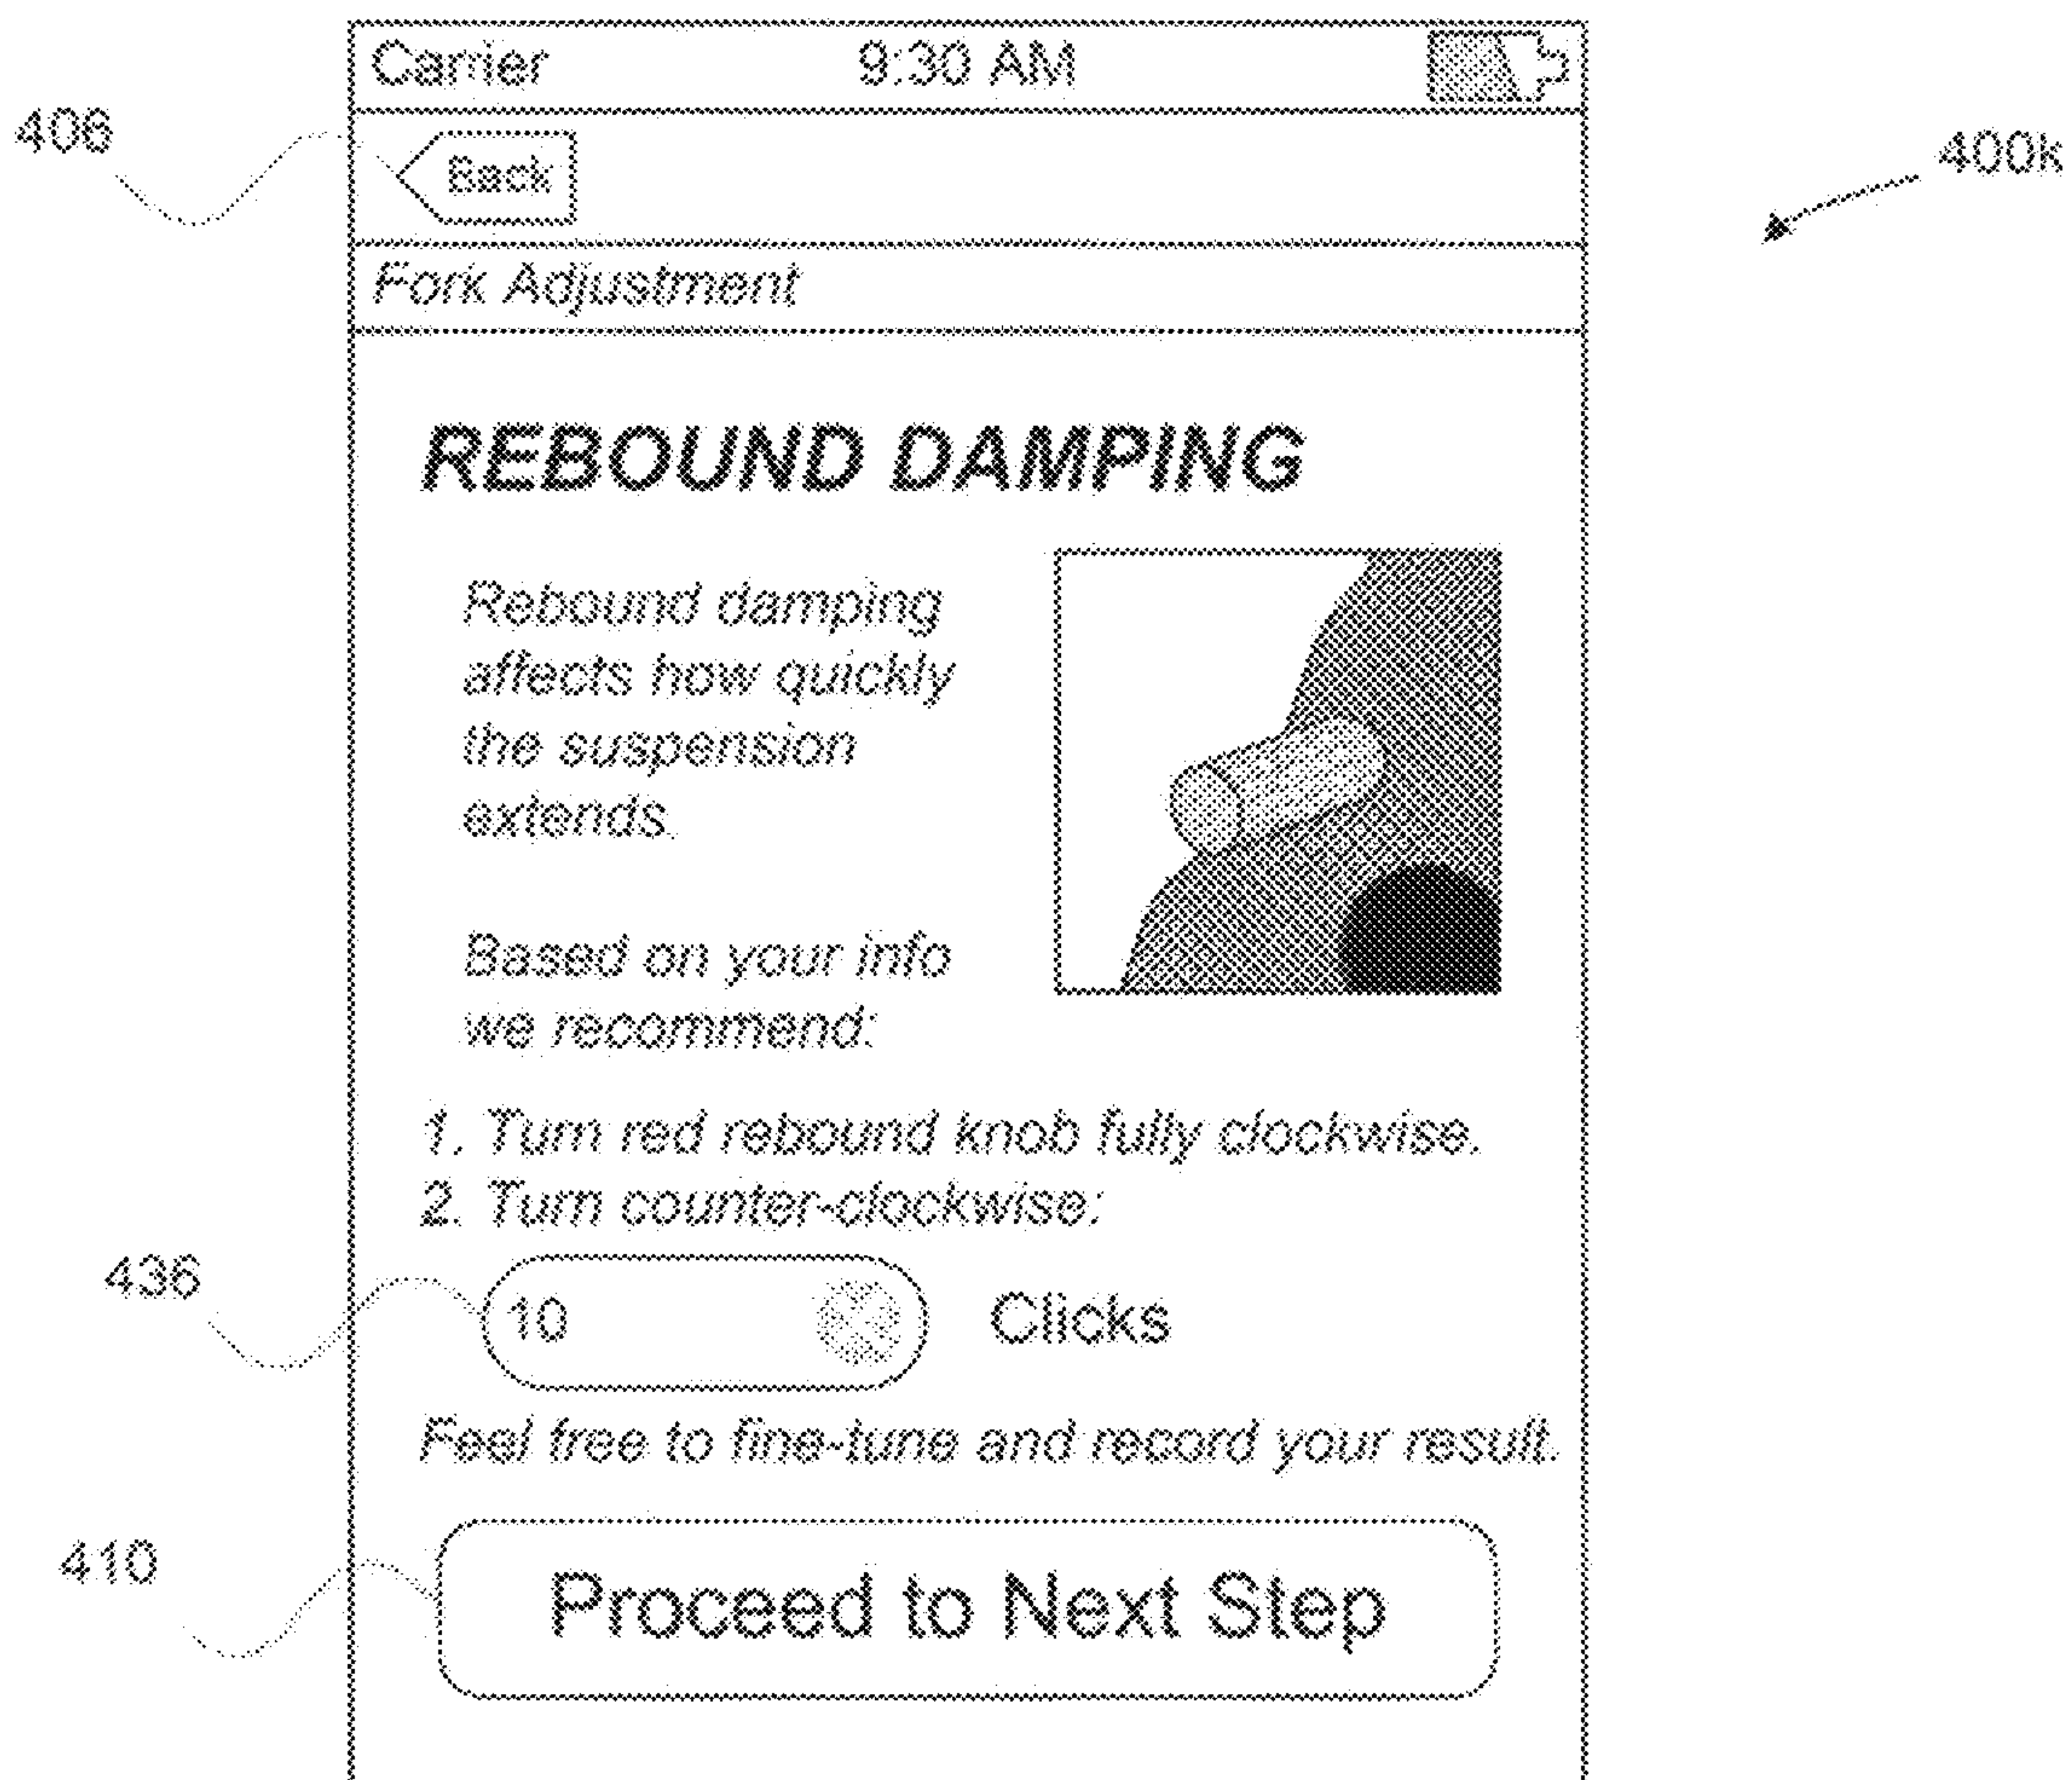 Carrier 9:30 AM
406
Back
400k
Fork Adjustment
REBOUND DAMPING
Rebound damping
affects how quickly
the suspension
extends.
Based on your info
we recommend:
1. Turn red rebound knob fully clockwise.
2. Turn counter-clockwise:
436
10 Clicks
Feel free to fine-tune and record your result.
410
Proceed to Next Step